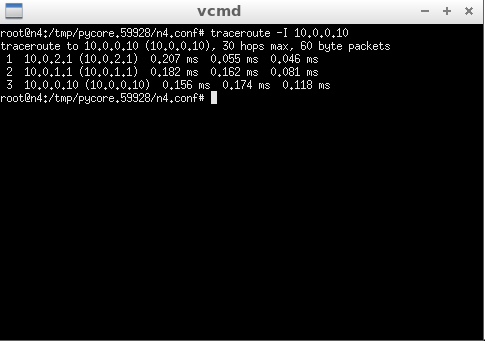 vcmd
root@n4:/tmp/pycore.59928/n4.conf# traceroute -I 10.0.0.10
traceroute to 10.0.0.10 (10.0.0.10), 30 hops max, 60 byte packets
 1  10.0.2.1 (10.0.2.1)  0.207 ms  0.055 ms  0.046 ms
 2  10.0.1.1 (10.0.1.1)  0.182 ms  0.162 ms  0.081 ms
 3  10.0.0.10 (10.0.0.10)  0.156 ms  0.174 ms  0.118 ms
root@n4:/tmp/pycore.59928/n4.conf#